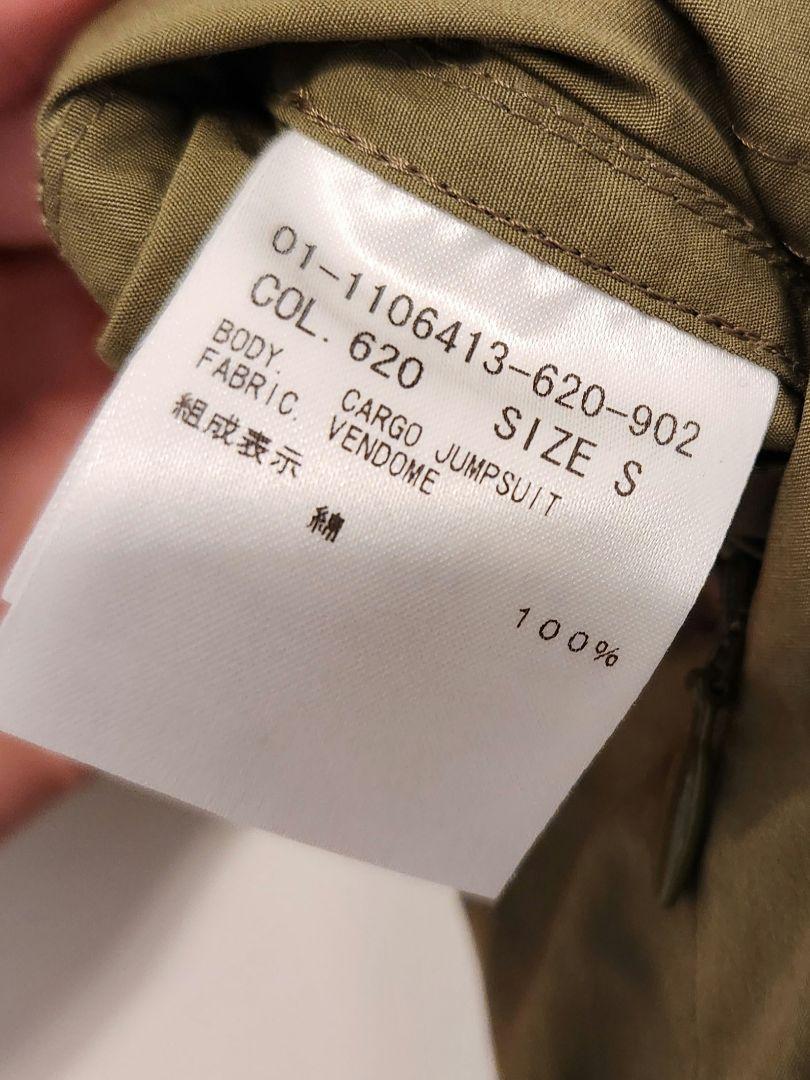 01-1106413-620-902
COL. 620 SIZE S
BODY. CARGO JUMPSUIT
FABRIC. VENDOME
組成表示
綿
100%